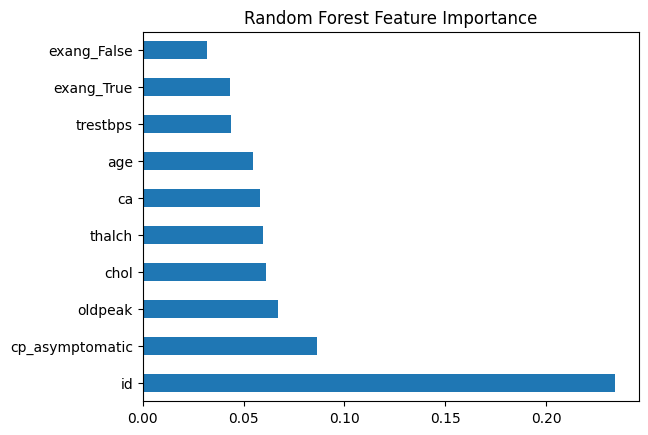 Random Forest Feature Importance
exang_False
exang_True
trestbps
age
ca
thalch
chol
oldpeak
cp_asymptomatic
id
0.00 0.05 0.10 0.15 0.20